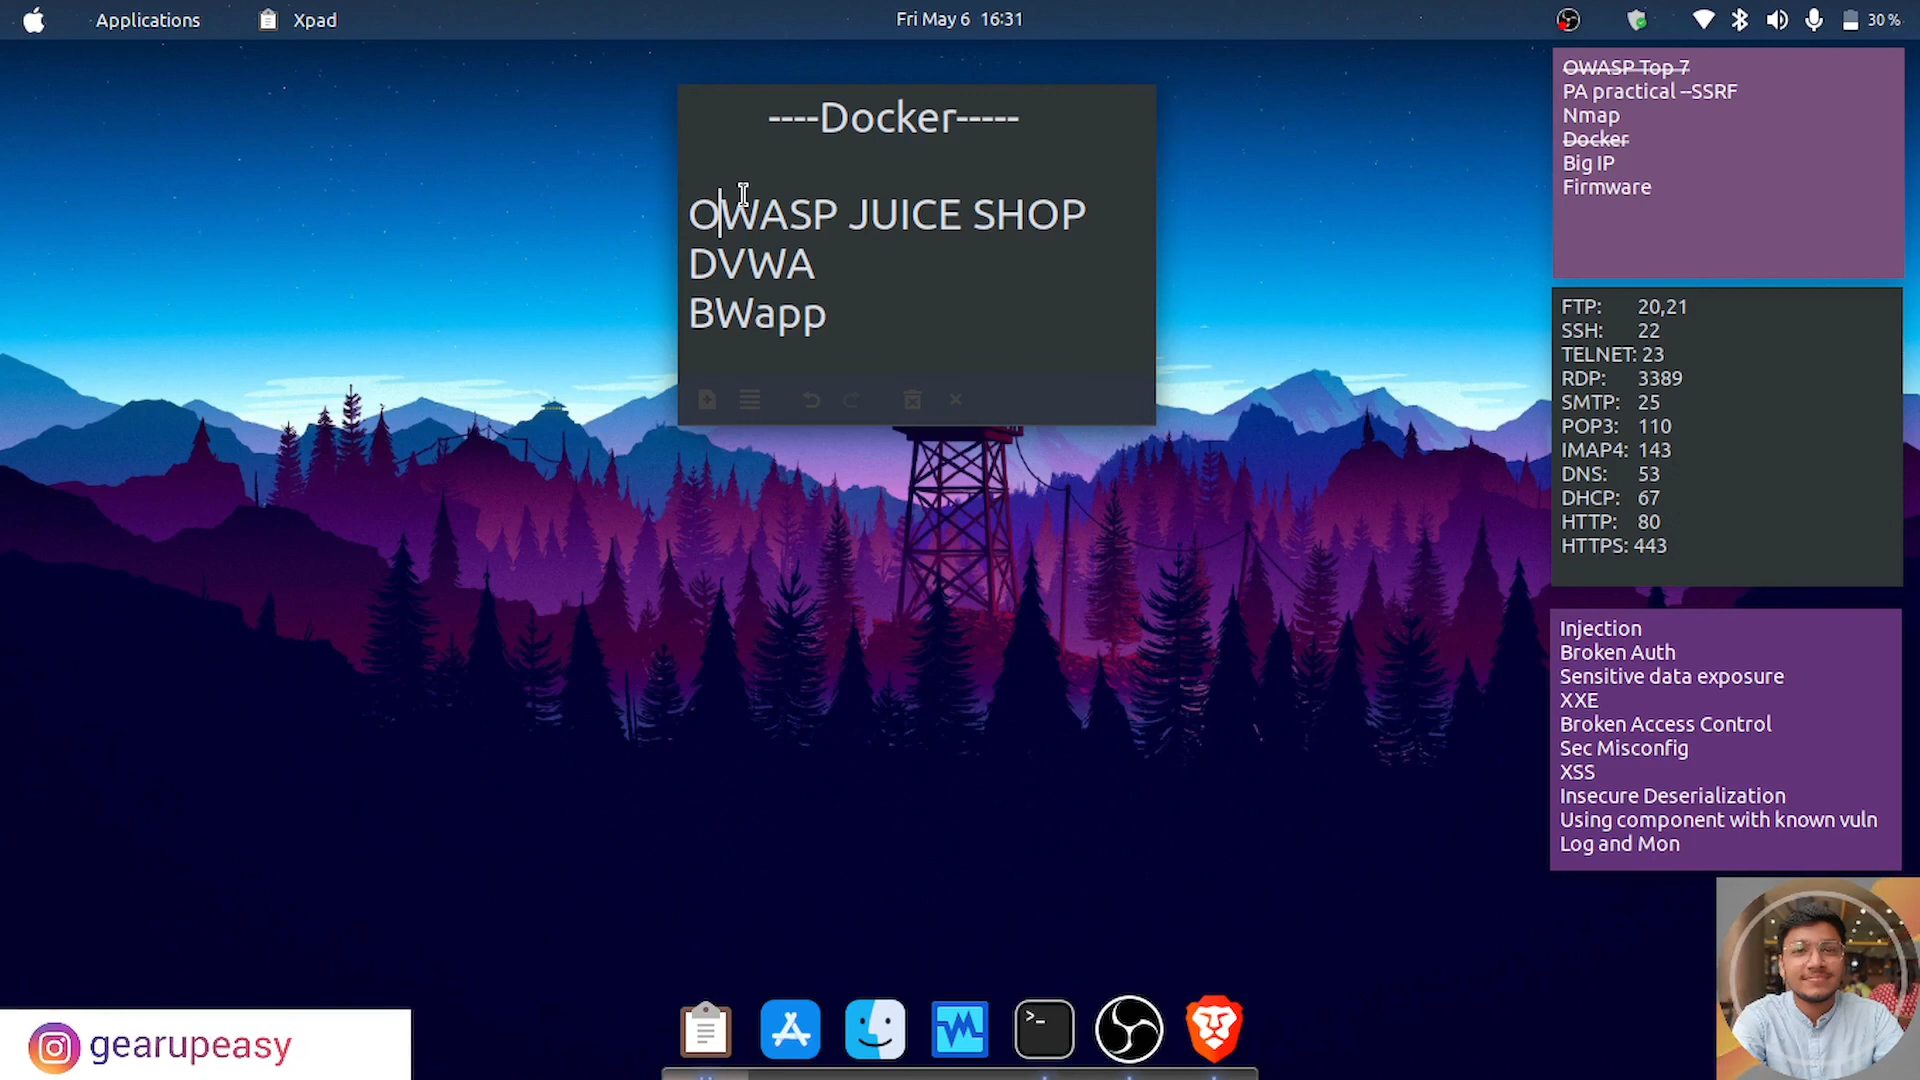 Applications Xpad Fri May 6 16:31 30 %
----Docker-----
OWASP JUICE SHOP
DVWA
BWapp
OWASP Top 7
PA practical --SSRF
Nmap
Docker
Big IP
Firmware
FTP: 20,21
SSH: 22
TELNET: 23
RDP: 3389
SMTP: 25
POP3: 110
IMAP4: 143
DNS: 53
DHCP: 67
HTTP: 80
HTTPS: 443
Injection
Broken Auth
Sensitive data exposure
XXE
Broken Access Control
Sec Misconfig
XSS
Insecure Deserialization
Using component with known vuln
Log and Mon
gearupeasy